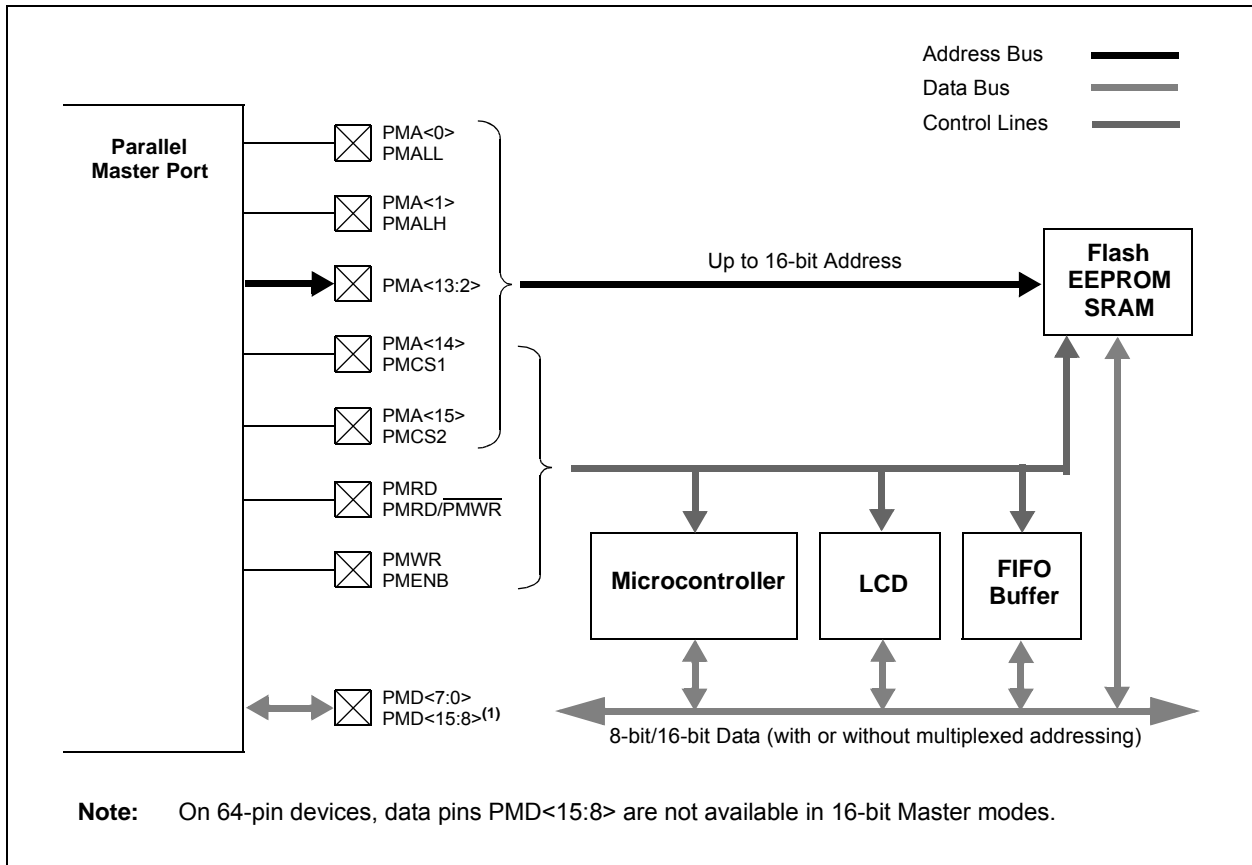 Address Bus
Data Bus
Control Lines
Parallel
Master Port
PMA<0>
PMALL
PMA<1>
PMALH
PMA<13:2>
PMA<14>
PMCS1
PMA<15>
PMCS2
PMRD
PMRD/PMWR
PMWR
PMENB
PMD<7:0>
PMD<15:8>(1)
Up to 16-bit Address
Flash
EEPROM
SRAM
Microcontroller
LCD
FIFO
Buffer
8-bit/16-bit Data (with or without multiplexed addressing)
Note: On 64-pin devices, data pins PMD<15:8> are not available in 16-bit Master modes.